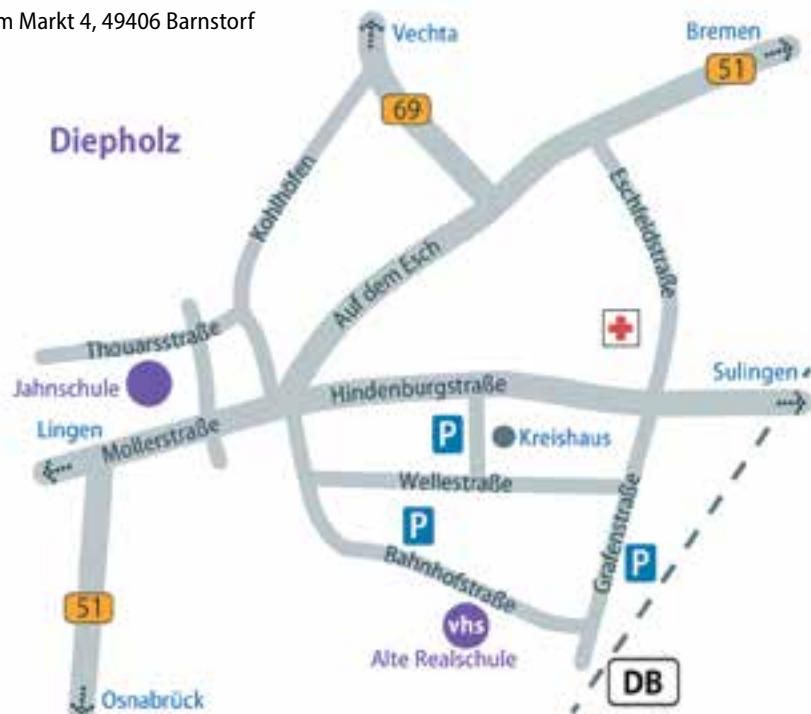 m Markt 4, 49406 Barnstorf
Vechta
Bremen
51
69
Diepholz
Kohlhöfen
Eschfeldstraße
Auf dem Esch
Thouarsstraße
Jahnschule
Sulingen
Hindenburgstraße
Lingen
Mollerstraße
P
Kreishaus
Wellestraße
P
Bahnhofstraße
Grafenstraße
P
51
vhs
Alte Realschule
DB
Osnabrück